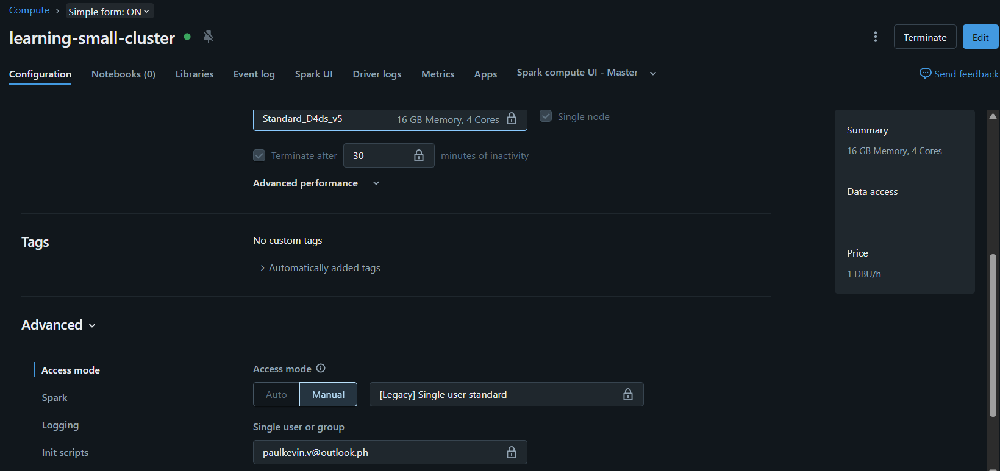 Compute > Simple form: ON
learning-small-cluster
Terminate
Edit
Configuration Notebooks (0) Libraries Event log Spark UI Driver logs Metrics Apps Spark compute UI - Master
Send feedback
Standard_D4ds_v5 16 GB Memory, 4 Cores
Single node
Terminate after 30 minutes of inactivity
Advanced performance
Tags
No custom tags
Automatically added tags
Advanced
Access mode
Spark
Logging
Init scripts
Access mode
Auto Manual [Legacy] Single user standard
Single user or group
paulkevin.v@outlook.ph
Summary
16 GB Memory, 4 Cores
Data access
-
Price
1 DBU/h